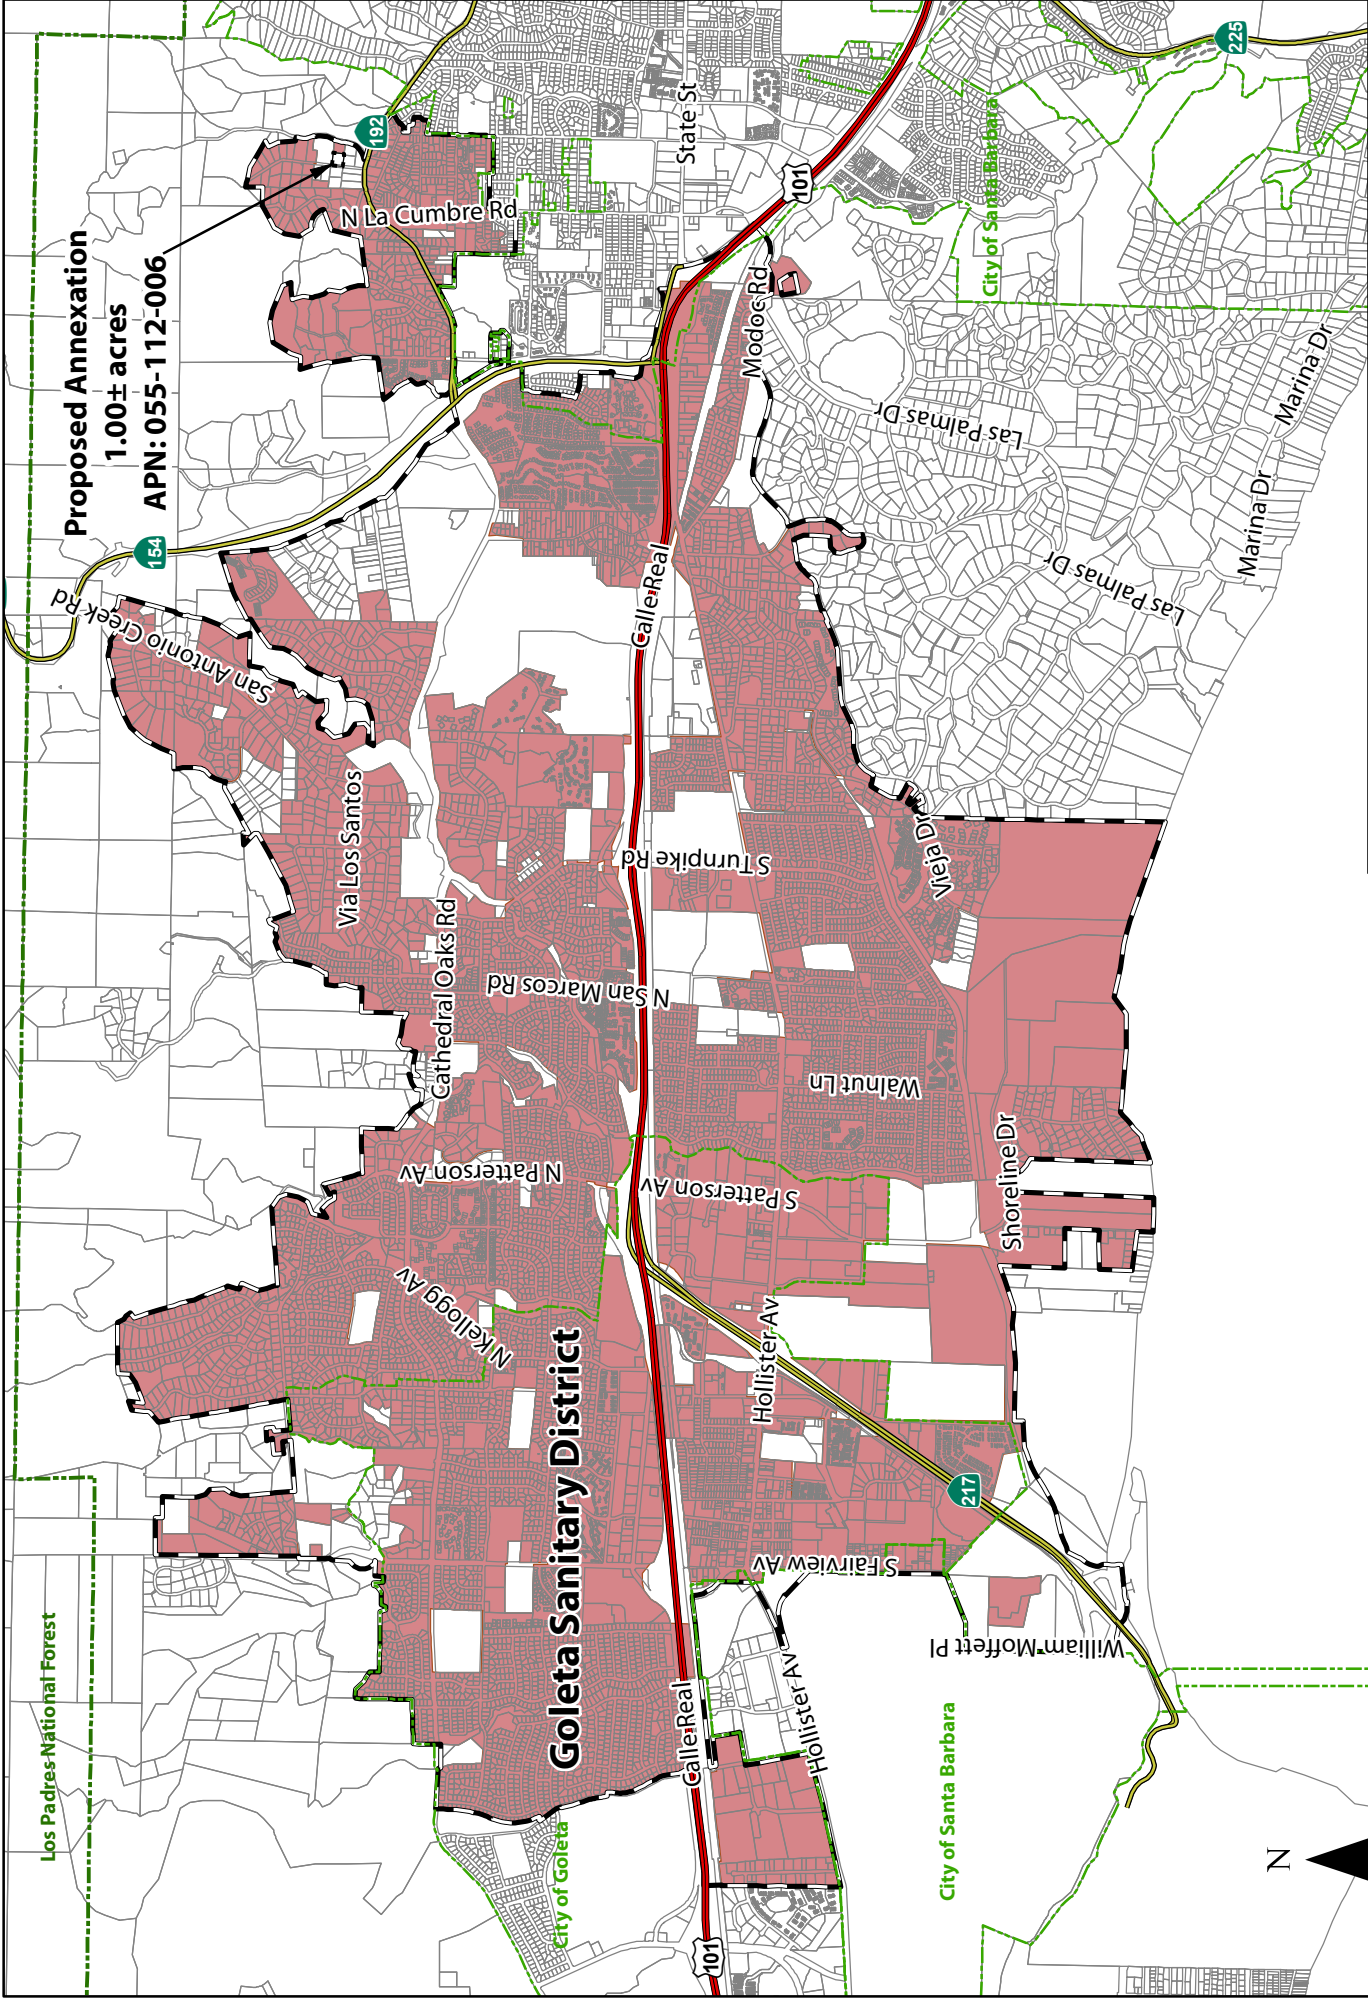 Proposed Annexation
1.00± acres
APN: 055-112-006
Los Padres National Forest
154
192
225
San Antonio Creek Rd
N La Cumbre Rd
State St
101
City of Santa Barbara
Modoc Rd
Las Palmas Dr
Las Palmas Dr
Marina Dr
Marina Dr
Calle Real
Via Los Santos
Cathedral Oaks Rd
S Turnpike Rd
N San Marcos Rd
Vieja Dr
Walnut Ln
Shoreline Dr
N Patterson Av
S Patterson Av
N Kellogg Av
Hollister Av
Goleta Sanitary District
217
S Fairview Av
William Moffett Pl
Hollister Av
Calle Real
City of Goleta
City of Santa Barbara
101
N